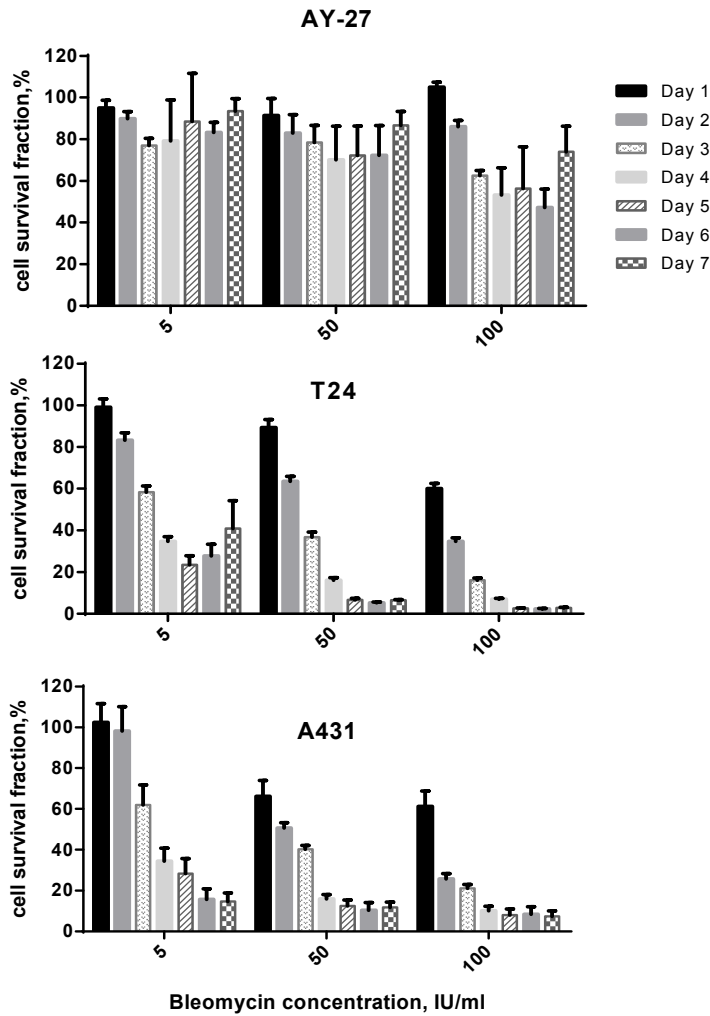 AY-27
cell survival fraction,%
120
100
80
60
40
20
0
5
50
100
Day 1
Day 2
Day 3
Day 4
Day 5
Day 6
Day 7
T24
cell survival fraction,%
120
100
80
60
40
20
0
5
50
100
A431
cell survival fraction,%
120
100
80
60
40
20
0
5
50
100
Bleomycin concentration, IU/ml